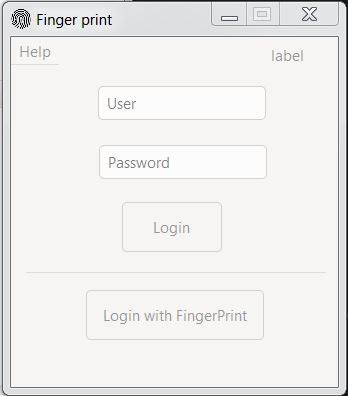 Finger print
Help
label
User
Password
Login
Login with FingerPrint